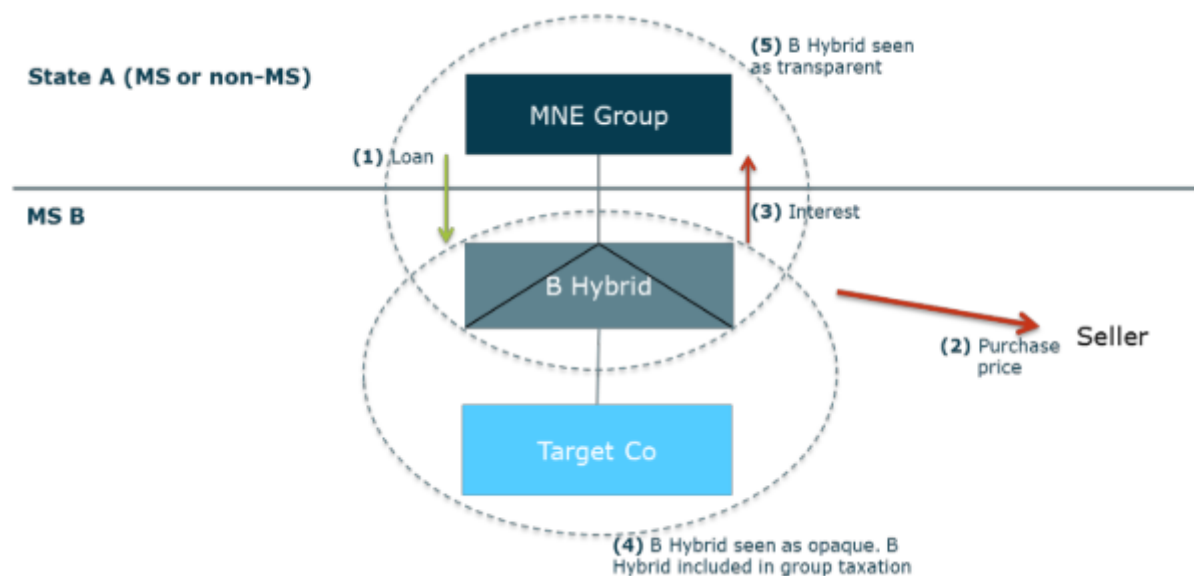 (5) B Hybrid seen
as transparent
State A (MS or non-MS)
MNE Group
(1) Loan
MS B
(3) Interest
B Hybrid
Seller
(2) Purchase
price
Target Co
(4) B Hybrid seen as opaque. B
Hybrid included in group taxation